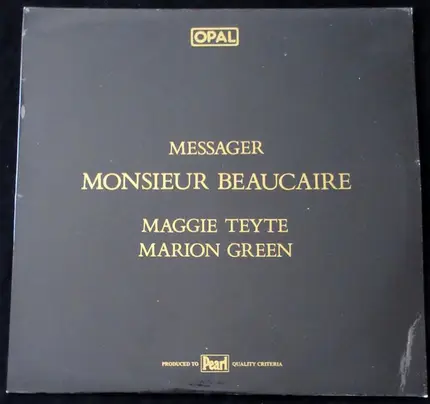 OPAL
MESSAGER
MONSIEUR BEAUCAIRE
MAGGIE TEYTE
MARION GREEN
PRODUCED TO Pearl QUALITY CRITERIA